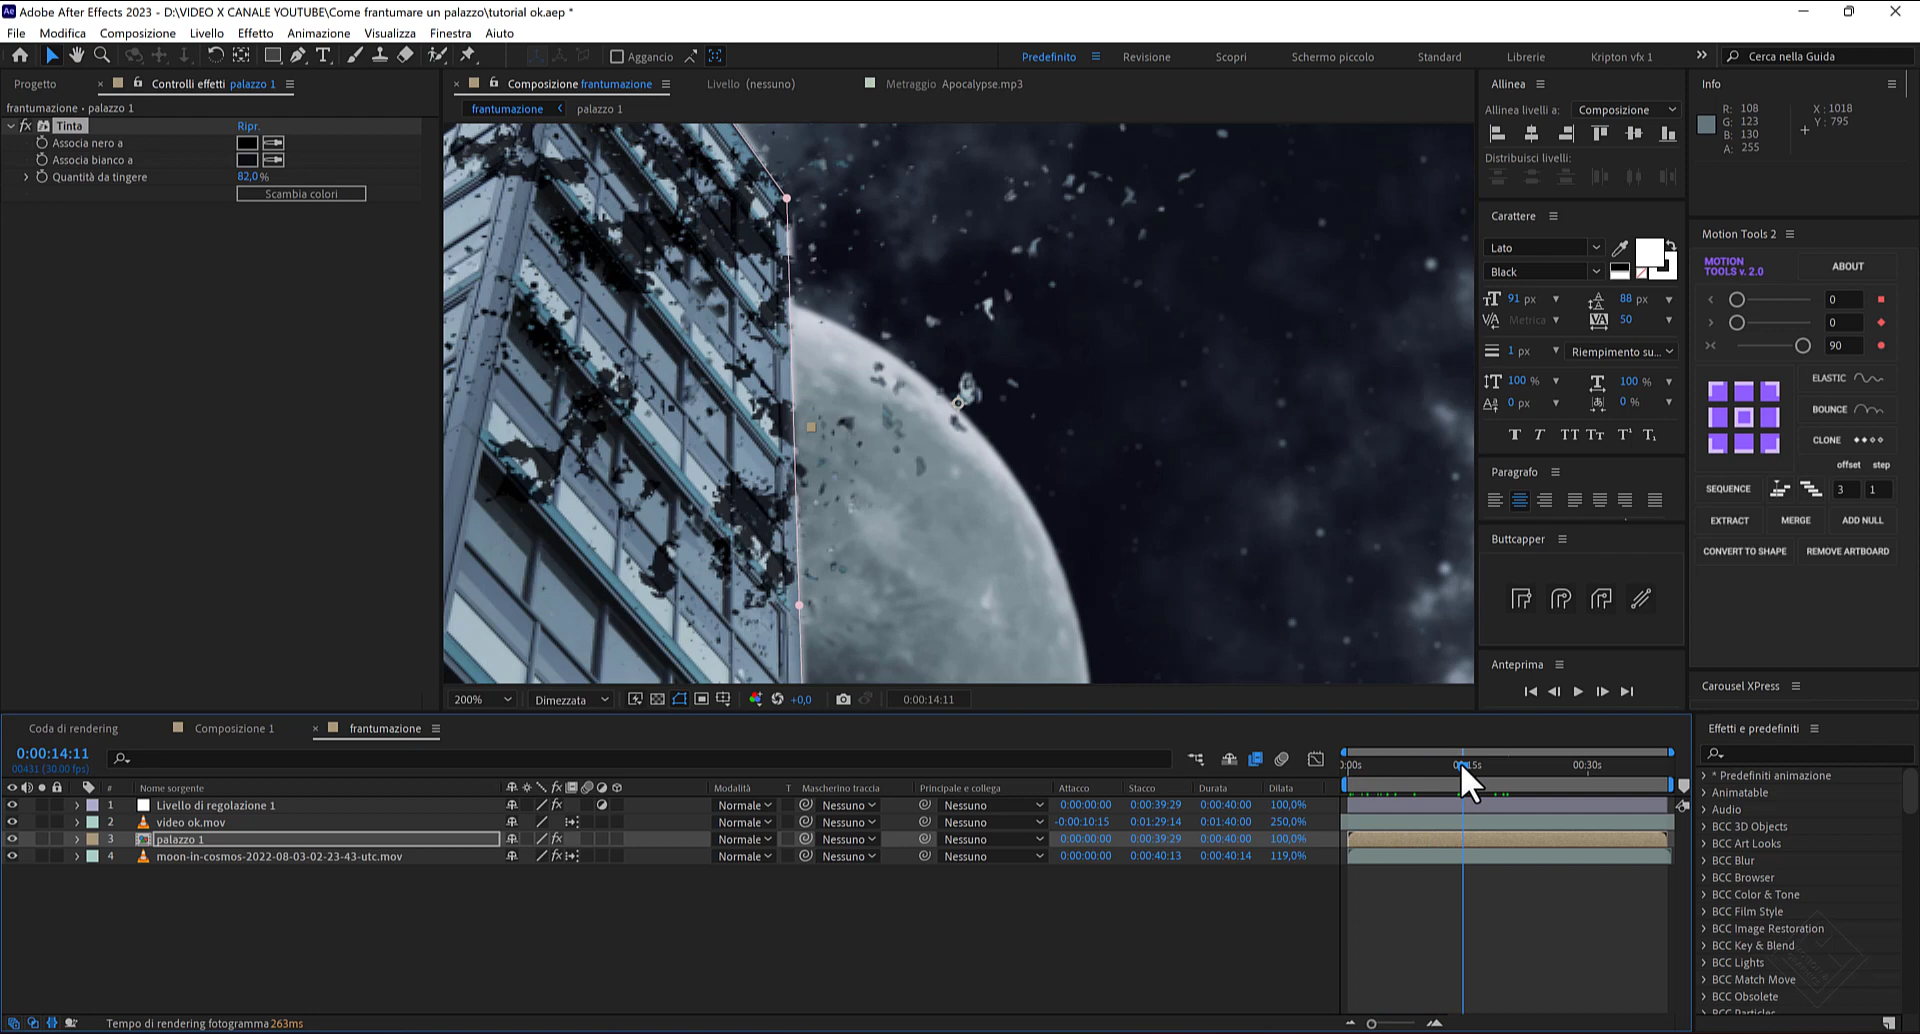 Adobe After Effects 2023 - D:\VIDEO X CANALE YOUTUBE\Come frantumare un palazzo\tutorial ok.aep *
File Modifica Composizione Livello Effetto Animazione Visualizza Finestra Aiuto
Aggancio Predefinito Revisione Scopri Schermo piccolo Standard Librerie Kripton vfx 1 Cerca nella Guida
Progetto Controlli effetti palazzo 1 Composizione frantumazione Livello (nessuno) Metraggio Apocalypse.mp3 Allinea Info
frantumazione • palazzo 1 frantumazione palazzo 1 Allinea livelli a: Composizione
R: 108
G: 123
B: 130
A: 255
X : 1018
Y : 795
fx Tinta Ripr.
Associa nero a
Associa bianco a
Quantità da tingere 82,0%
Scambia colori
Distribuisci livelli:
Carattere
Lato
Black
91 px 88 px
Metrica 50
1 px Riempimento su...
100 % 100 %
0 px 0 %
T T TT Tt T¹ T₁
Paragrafo
Buttcapper
Anteprima
Motion Tools 2
MOTION
TOOLS v. 2.0
ABOUT
0
0
90
ELASTIC
BOUNCE
CLONE
offset step
SEQUENCE 3 1
EXTRACT MERGE ADD NULL
CONVERT TO SHAPE REMOVE ARTBOARD
Carousel XPress
200% Dimezzata +0,0 0:00:14:11
Coda di rendering Composizione 1 frantumazione Effetti e predefiniti
0:00:14:11
00431 (30.00 fps)
0:00s 00:15s 00:30s
# Nome sorgente Modalità T Mascherino traccia Principale e collega Attacco Stacco Durata Dilata
1 Livello di regolazione 1 fx Normale Nessuno Nessuno 0:00:00:00 0:00:39:29 0:00:40:00 100,0%
2 video ok.mov Normale Nessuno Nessuno -0:00:10:15 0:01:29:14 0:01:40:00 250,0%
3 palazzo 1 fx Normale Nessuno Nessuno 0:00:00:00 0:00:39:29 0:00:40:00 100,0%
4 moon-in-cosmos-2022-08-03-02-23-43-utc.mov fx Normale Nessuno Nessuno 0:00:00:00 0:00:40:13 0:00:40:14 119,0%
* Predefiniti animazione
Animatable
Audio
BCC 3D Objects
BCC Art Looks
BCC Blur
BCC Browser
BCC Color & Tone
BCC Film Style
BCC Image Restoration
BCC Key & Blend
BCC Lights
BCC Match Move
BCC Obsolete
BCC Particles
Tempo di rendering fotogramma 263ms